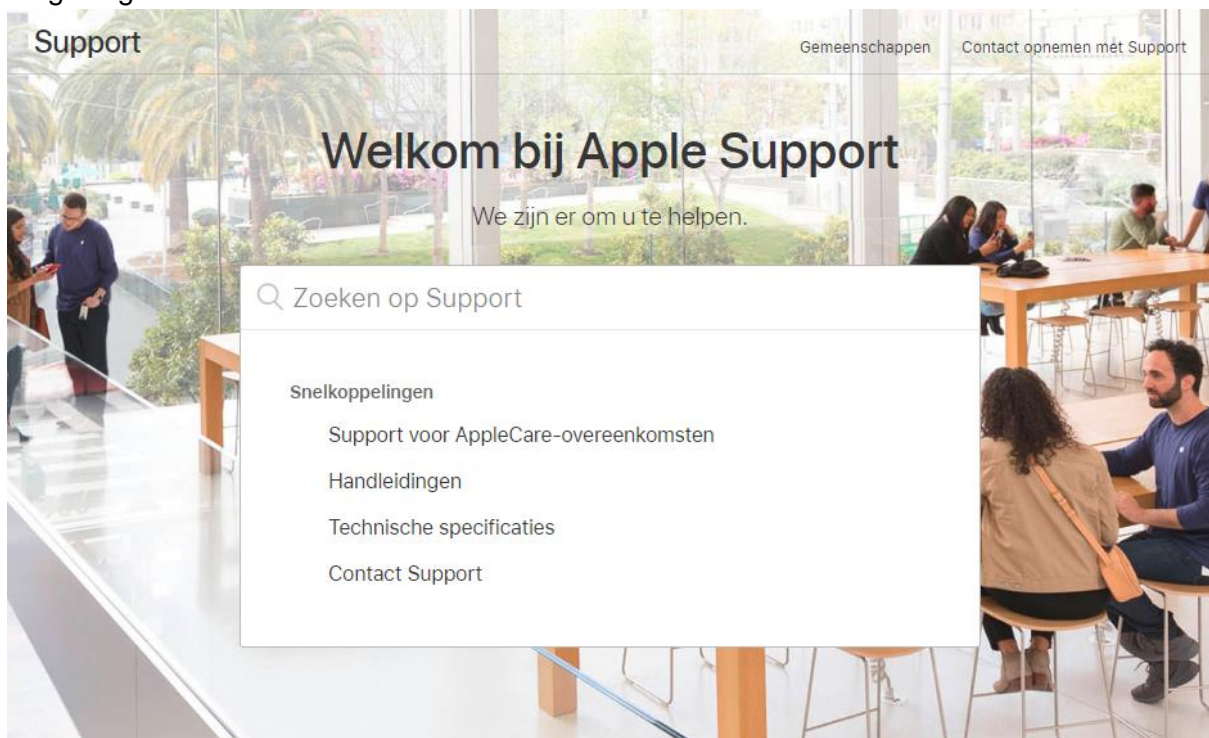 Support
Gemeenschappen
Contact opnemen met Support
Welkom bij Apple Support
We zijn er om u te helpen.
Zoeken op Support
Snelkoppelingen
Support voor AppleCare-overeenkomsten
Handleidingen
Technische specificaties
Contact Support